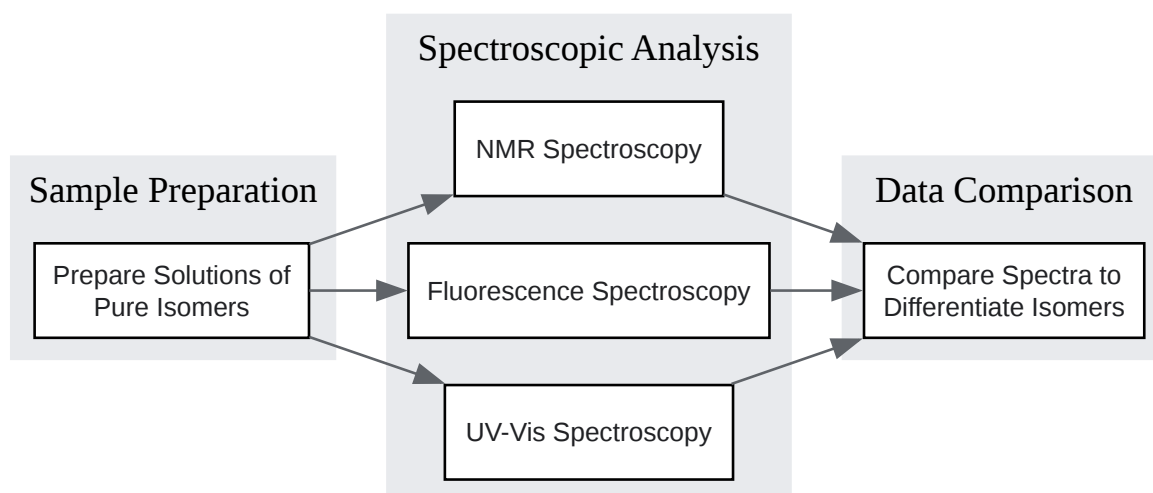 Spectroscopic Analysis
NMR Spectroscopy
Sample Preparation
Data Comparison
Prepare Solutions of
Pure Isomers
Fluorescence Spectroscopy
Compare Spectra to
Differentiate Isomers
UV-Vis Spectroscopy